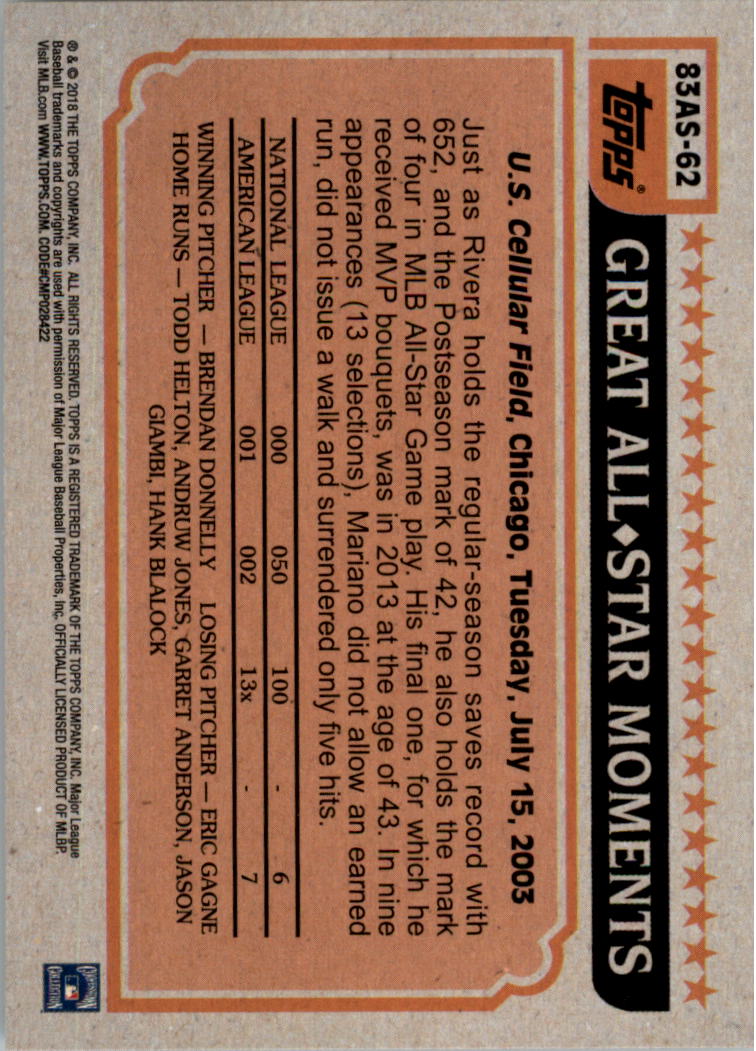 83AS-62
Topps®
GREAT ALL♦STAR MOMENTS
U.S. Cellular Field, Chicago, Tuesday, July 15, 2003
Just as Rivera holds the regular-season saves record with
652, and the Postseason mark of 42, he also holds the mark
of four in MLB All-Star Game play. His final one, for which he
received MVP bouquets, was in 2013 at the age of 43. In nine
appearances (13 selections), Mariano did not allow an earned
run, did not issue a walk and surrendered only five hits.
NATIONAL LEAGUE 000 050 100 - 6
AMERICAN LEAGUE 001 002 13x - 7
WINNING PITCHER — BRENDAN DONNELLY LOSING PITCHER — ERIC GAGNE
HOME RUNS — TODD HELTON, ANDRUW JONES, GARRET ANDERSON, JASON
GIAMBI, HANK BLALOCK
® & © 2018 THE TOPPS COMPANY, INC. ALL RIGHTS RESERVED. TOPPS IS A REGISTERED TRADEMARK OF THE TOPPS COMPANY, INC. Major League
Baseball trademarks and copyrights are used with permission of Major League Baseball Properties, Inc. OFFICIALLY LICENSED PRODUCT OF MLBP.
Visit MLB.com WWW.TOPPS.COM. CODE#CMP028422
COOPERSTOWN
COLLECTION